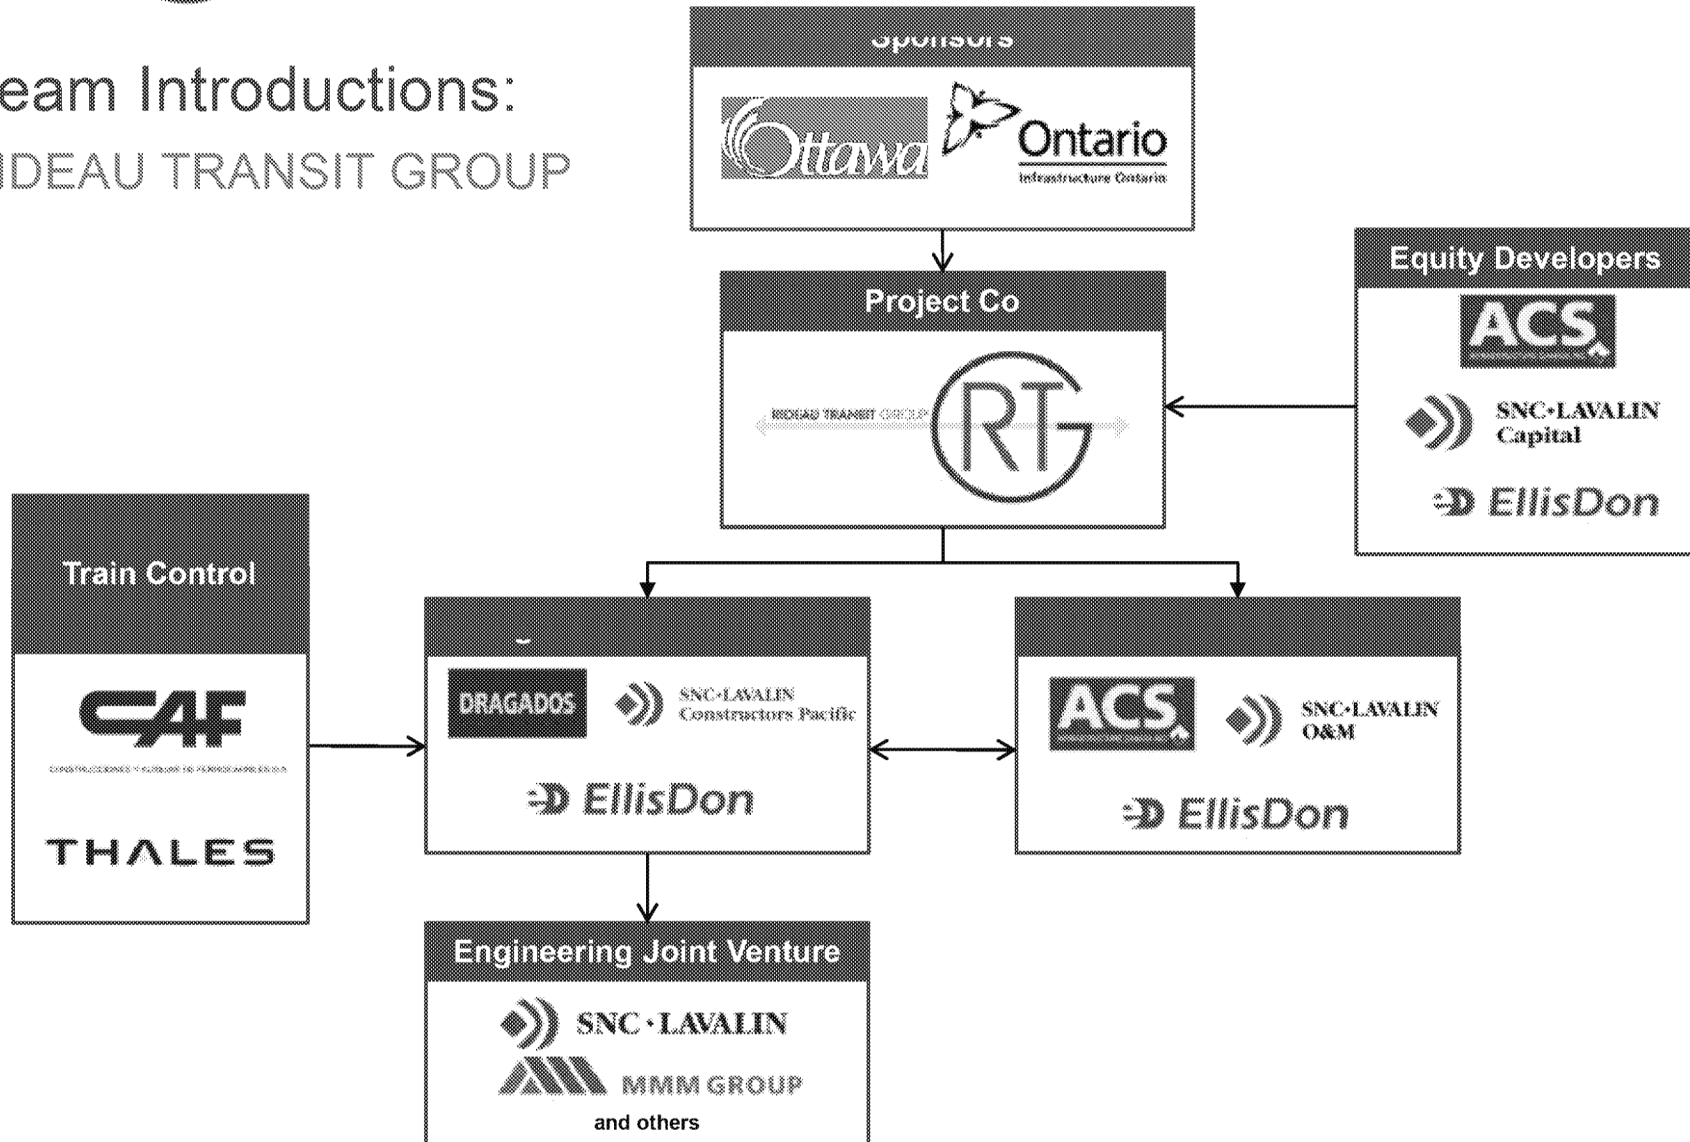 Sponsors
eam Introductions:
IDEAU TRANSIT GROUP
Ottawa
Ontario
Infrastructure Ontario
Equity Developers
ACS
SNC•LAVALIN
Capital
EllisDon
Project Co
RIDEAU TRANSIT GROUP
RTG
Train Control
CAF
THALES
DRAGADOS
SNC•LAVALIN
Constructors Pacific
EllisDon
ACS
SNC•LAVALIN
O&M
EllisDon
Engineering Joint Venture
SNC • LAVALIN
MMM GROUP
and others